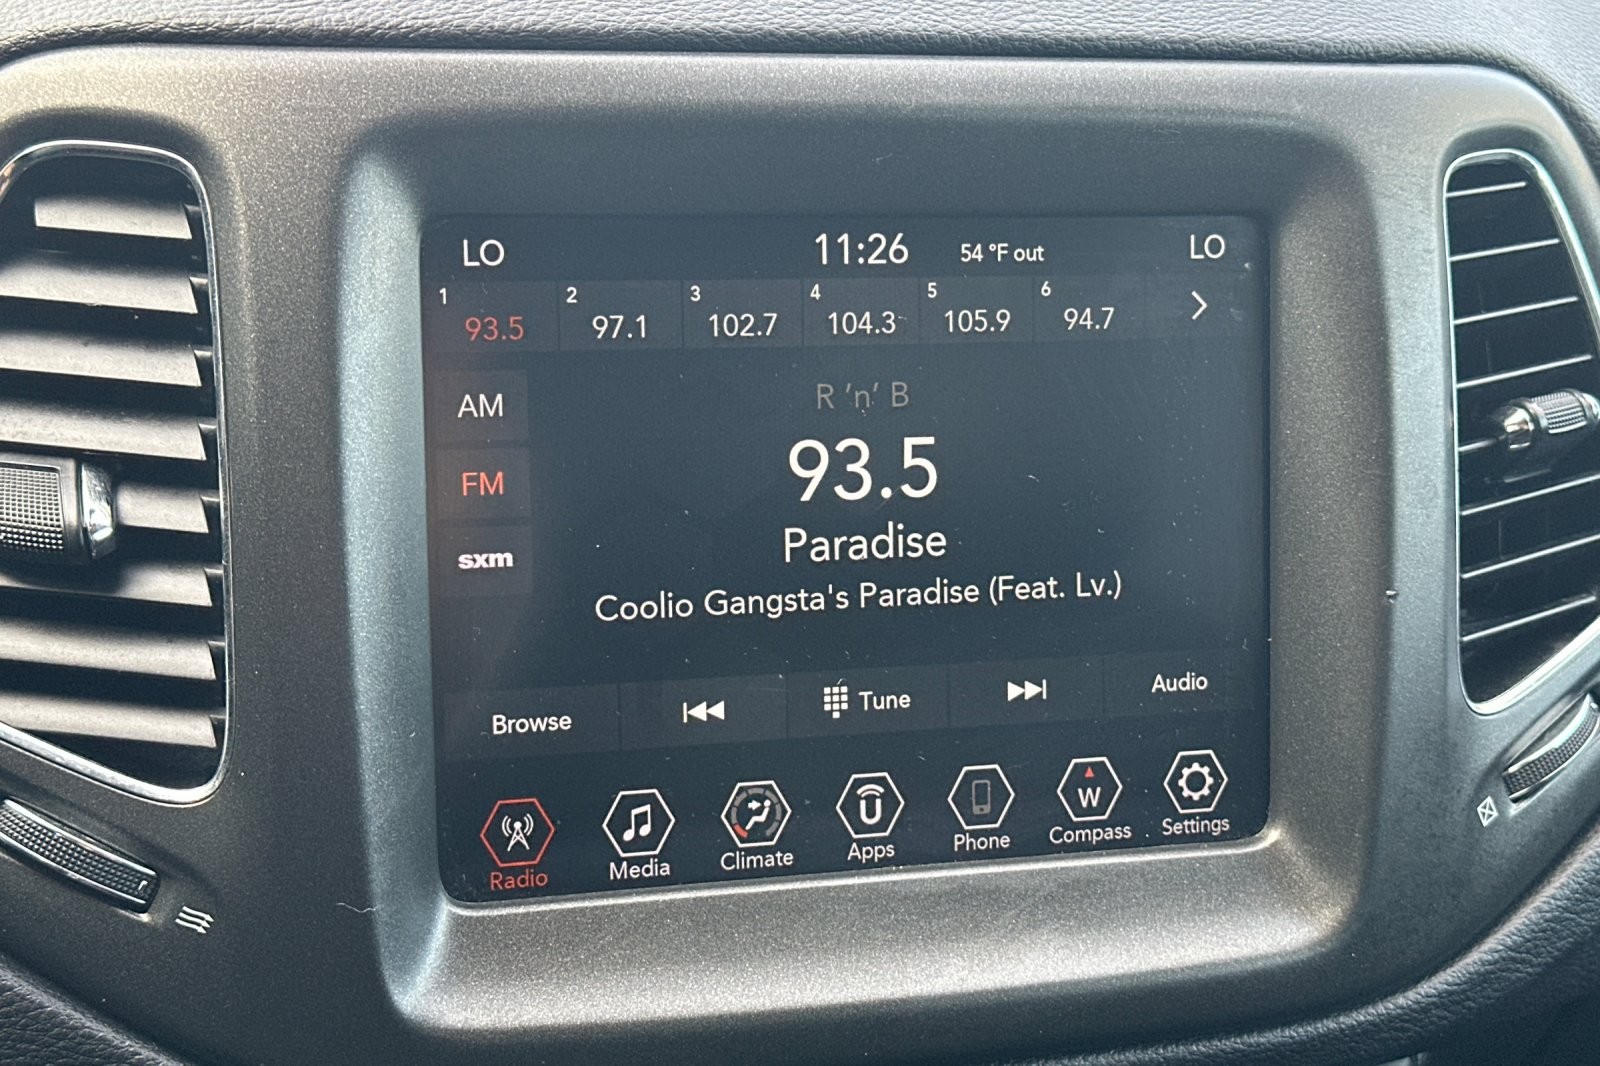 LO 11:26 54 °F out LO
1 2 3 4 5 6
93.5 97.1 102.7 104.3 105.9 94.7
AM
R 'n' B
93.5
FM
Paradise
sxm
Coolio Gangsta's Paradise (Feat. Lv.)
Browse Tune Audio
W
Radio Media Climate Apps Phone Compass Settings